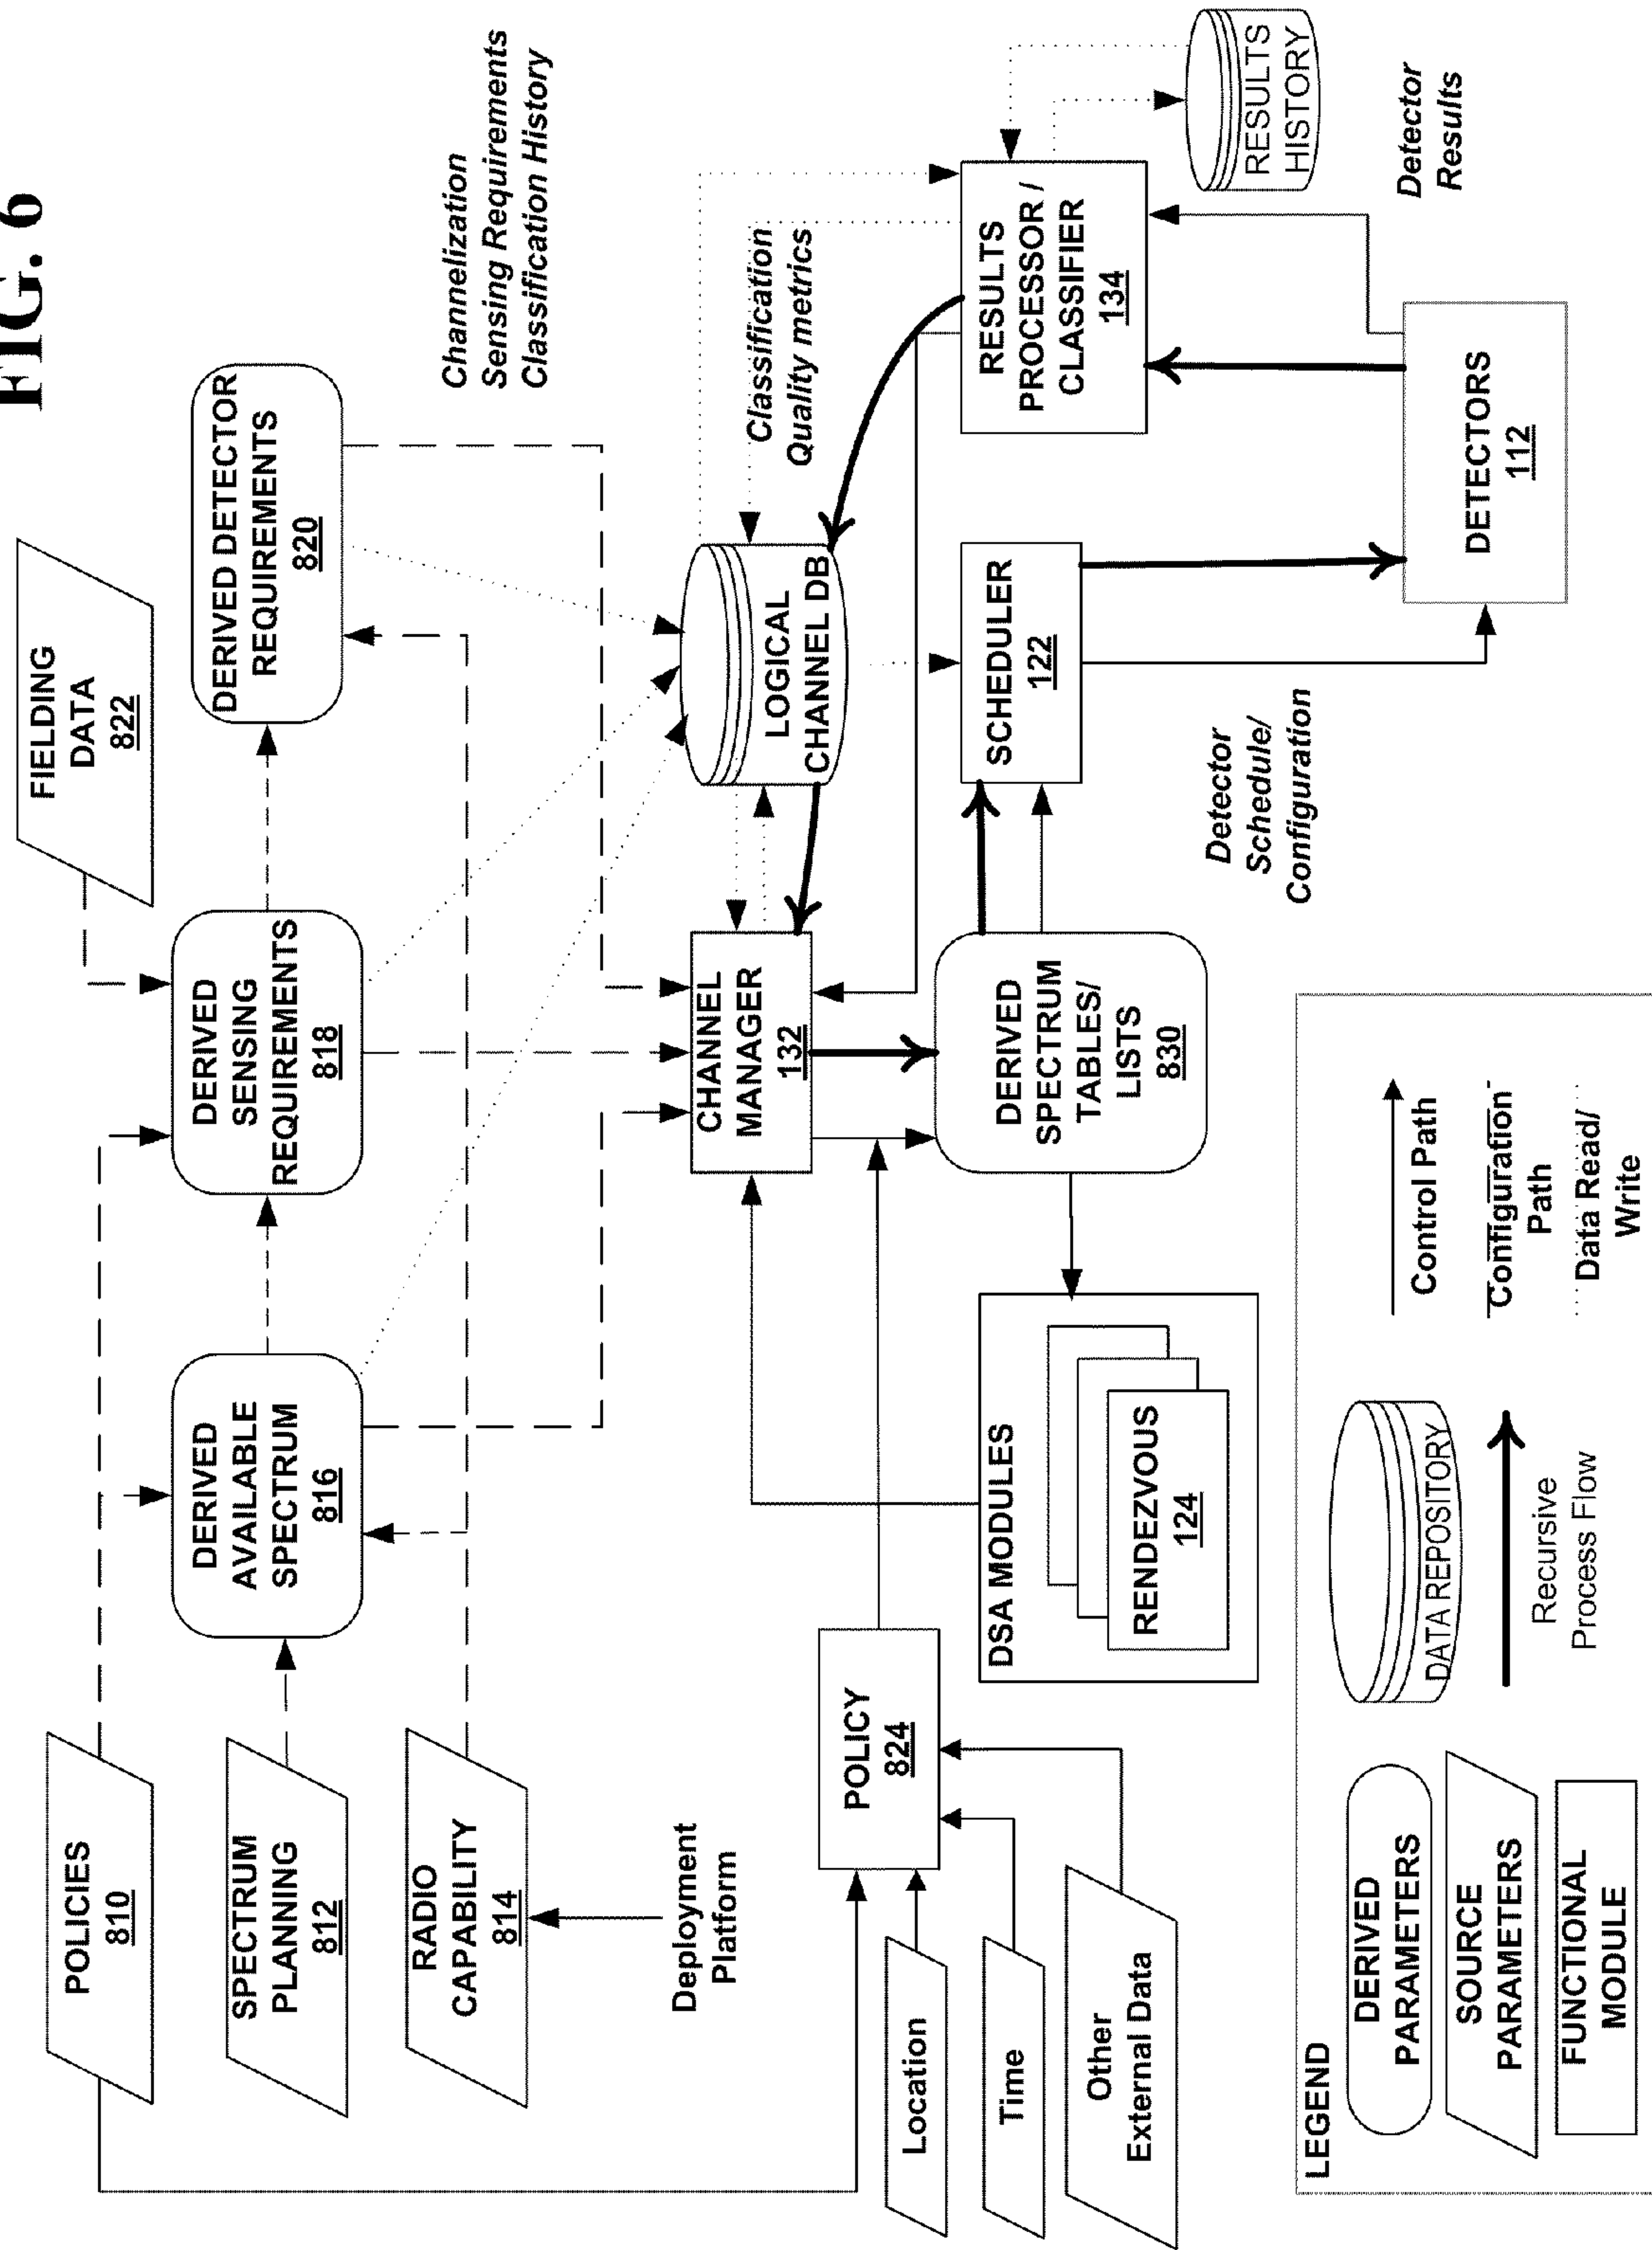 FIG. 6
POLICIES
810
SPECTRUM
PLANNING
812
RADIO
CAPABILITY
814
Deployment
Platform
DERIVED
AVAILABLE
SPECTRUM
816
DERIVED
SENSING
REQUIREMENTS
818
FIELDING
DATA
822
DERIVED DETECTOR
REQUIREMENTS
820
Channelization
Sensing Requirements
Classification History
Location
Time
Other
External Data
POLICY
824
DSA MODULES
RENDEZVOUS
124
CHANNEL
MANAGER
132
DERIVED
SPECTRUM
TABLES/
LISTS
830
LOGICAL
CHANNEL DB
Classification
Quality metrics
SCHEDULER
122
Detector
Schedule/
Configuration
RESULTS
PROCESSOR /
CLASSIFIER
134
RESULTS
HISTORY
DETECTORS
112
Detector
Results
LEGEND
DERIVED
PARAMETERS
SOURCE
PARAMETERS
FUNCTIONAL
MODULE
DATA REPOSITORY
Recursive
Process Flow
Control Path
Configuration
Path
Data Read/
Write